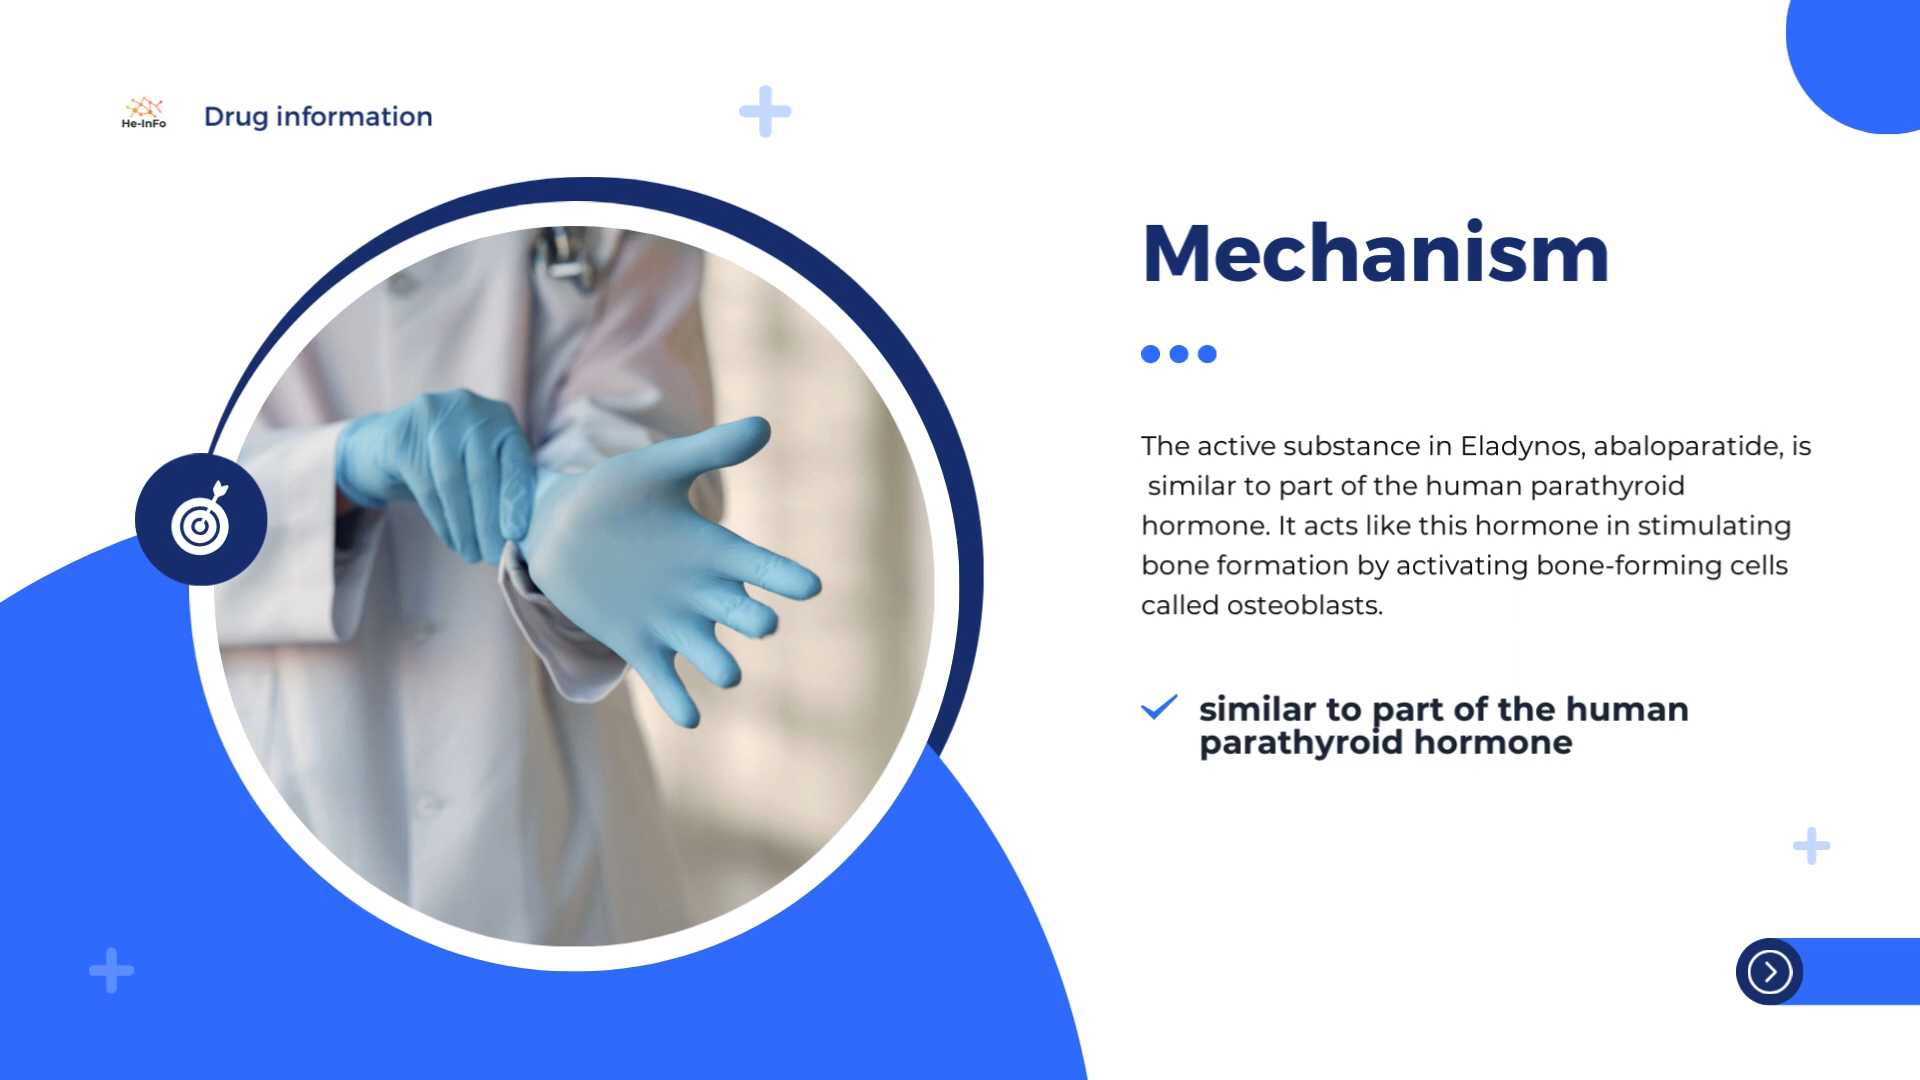 He-InFo
Drug information
Mechanism
The active substance in Eladynos, abaloparatide, is
similar to part of the human parathyroid
hormone. It acts like this hormone in stimulating
bone formation by activating bone-forming cells
called osteoblasts.
similar to part of the human
parathyroid hormone